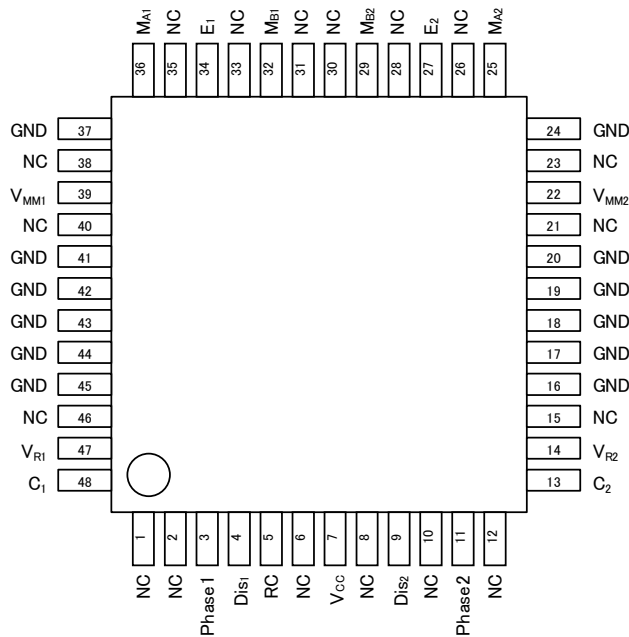 MA1 NC E1 NC MB1 NC NC MB2 NC E2 NC MA2
36 35 34 33 32 31 30 29 28 27 26 25
GND 37 24 GND
NC 38 23 NC
VMM1 39 22 VMM2
NC 40 21 NC
GND 41 20 GND
GND 42 19 GND
GND 43 18 GND
GND 44 17 GND
GND 45 16 GND
NC 46 15 NC
VR1 47 14 VR2
C1 48 13 C2
1 2 3 4 5 6 7 8 9 10 11 12
NC NC Phase1 Dis1 RC NC VCC NC Dis2 NC Phase2 NC